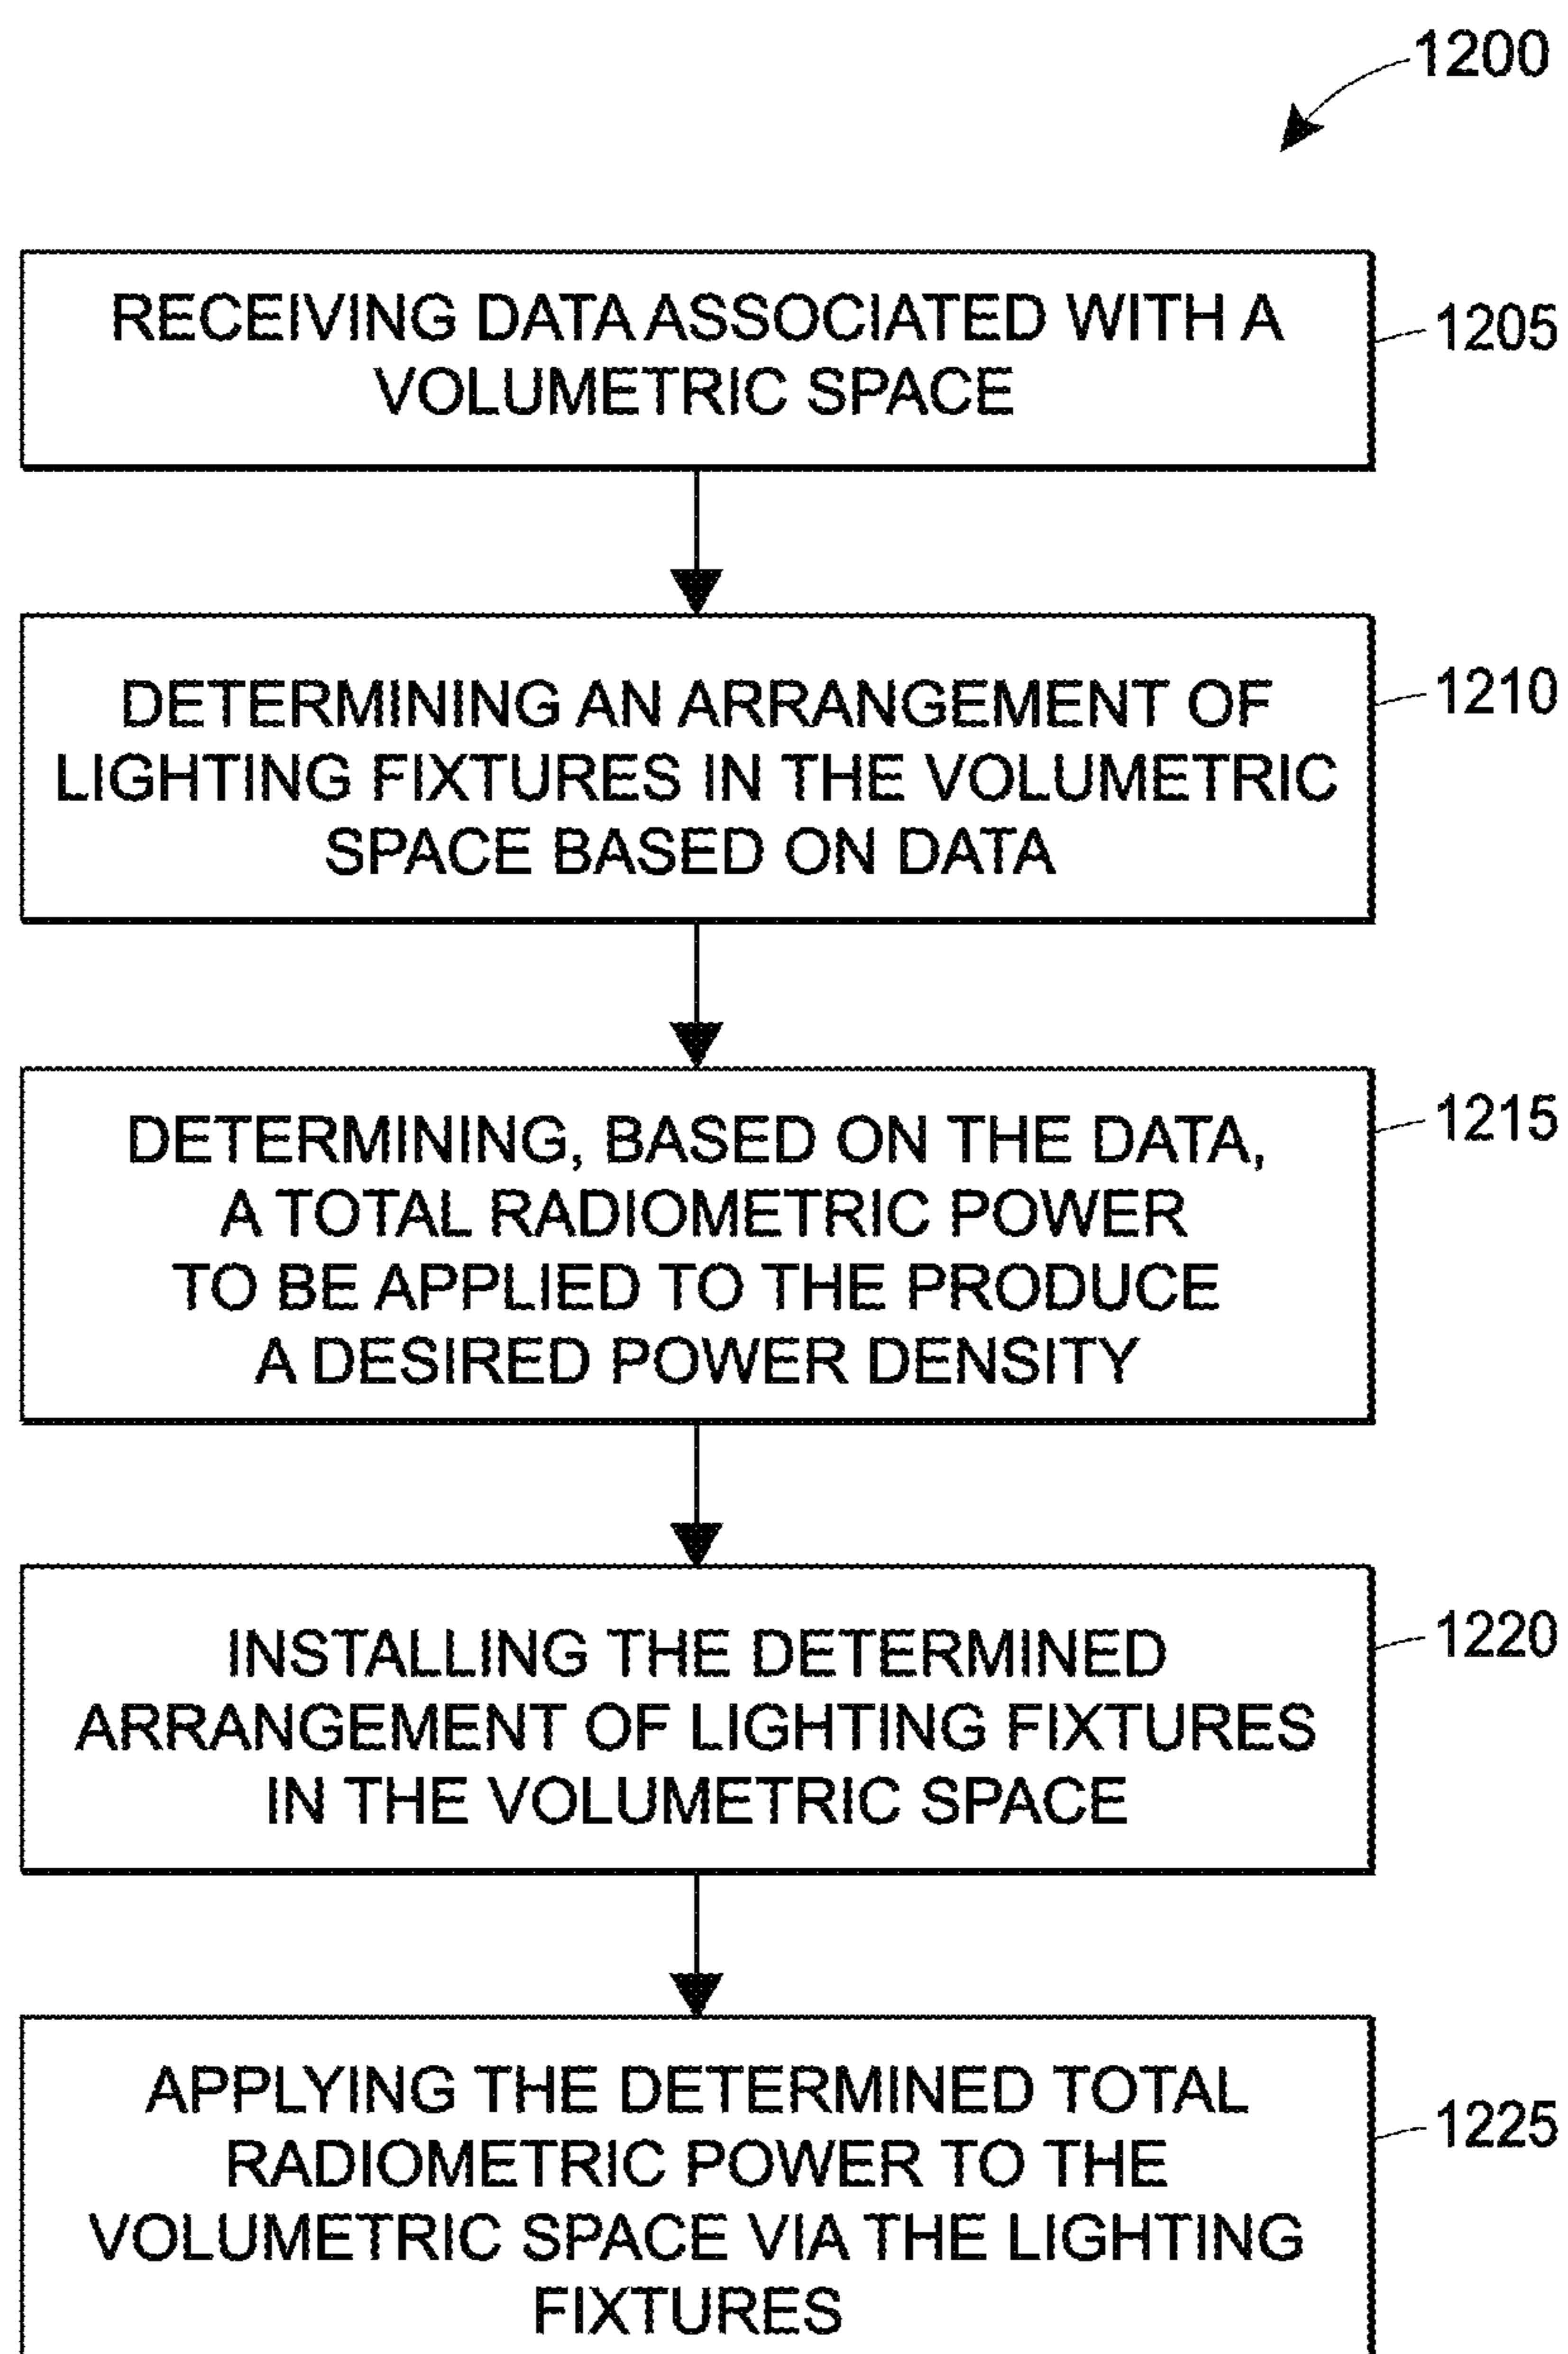 1200
RECEIVING DATA ASSOCIATED WITH A
VOLUMETRIC SPACE
1205
DETERMINING AN ARRANGEMENT OF
LIGHTING FIXTURES IN THE VOLUMETRIC
SPACE BASED ON DATA
1210
DETERMINING, BASED ON THE DATA,
A TOTAL RADIOMETRIC POWER
TO BE APPLIED TO THE PRODUCE
A DESIRED POWER DENSITY
1215
INSTALLING THE DETERMINED
ARRANGEMENT OF LIGHTING FIXTURES
IN THE VOLUMETRIC SPACE
1220
APPLYING THE DETERMINED TOTAL
RADIOMETRIC POWER TO THE
VOLUMETRIC SPACE VIA THE LIGHTING
FIXTURES
1225